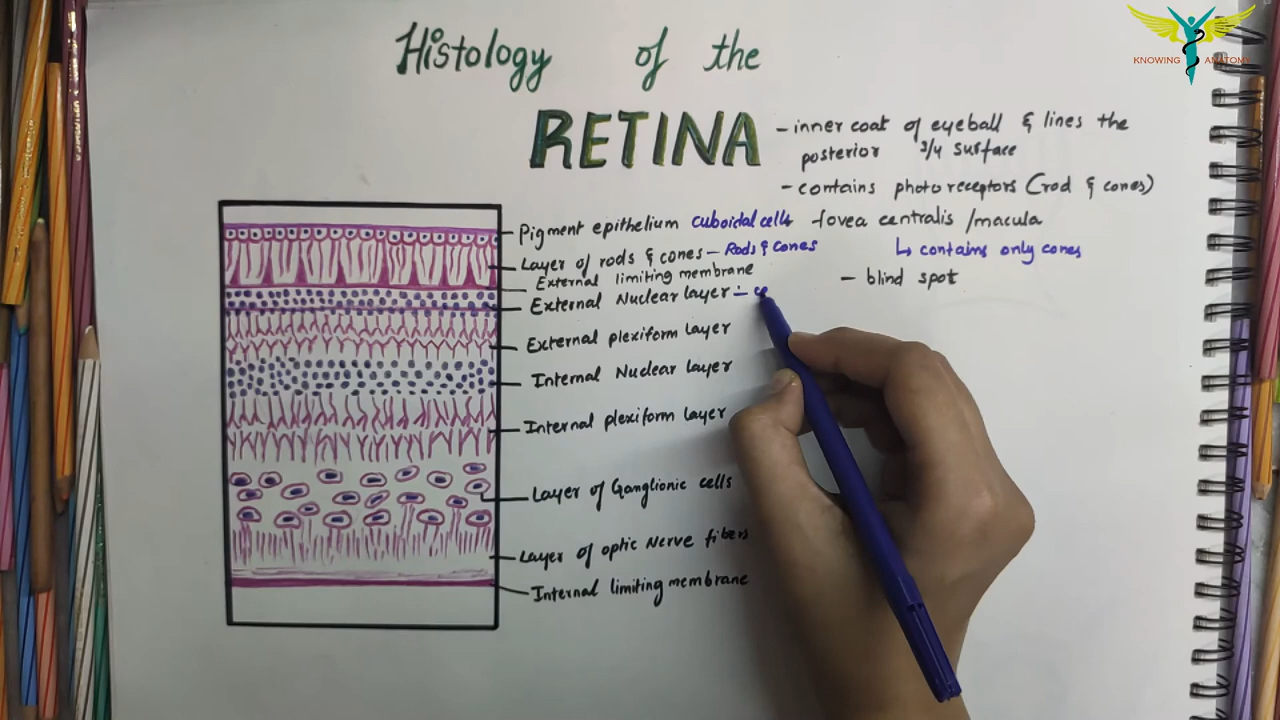 KNOWING ANATOMY
Histology of the
RETINA
- inner coat of eyeball & lines the
posterior 3/4 surface
- contains photoreceptors (rod & cones)
- fovea centralis /macula
↳ contains only cones
- blind spot
Pigment epithelium cuboidal cells
Layer of rods & cones - Rods & Cones
External limiting membrane
External Nuclear layer -
External plexiform layer
Internal Nuclear layer
Internal plexiform layer
Layer of Ganglionic cells
Layer of optic Nerve fibers
Internal limiting membrane